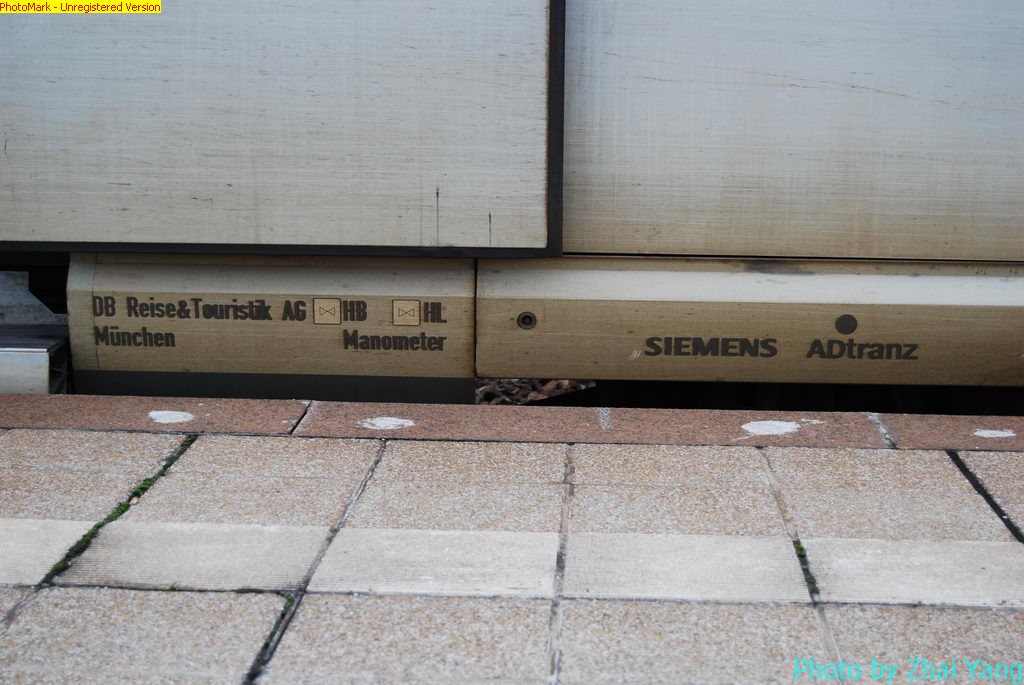 PhotoMark - Unregistered Version
DB Reise&Touristik AG HB HL
München Manometer
SIEMENS ADtranz
Photo by Zhai Yang